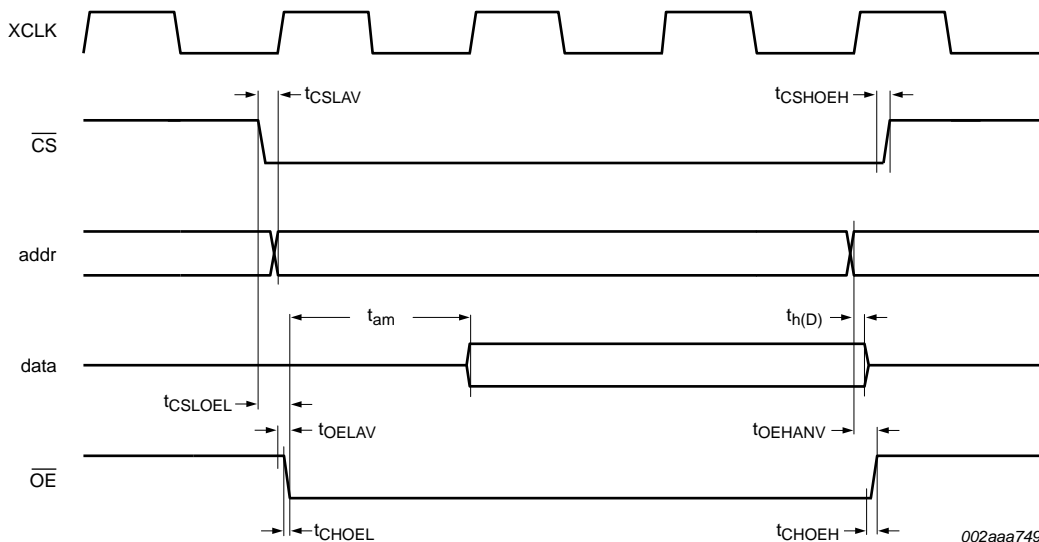 XCLK
tCSLAV
tCSHOEH
CS
addr
tam
th(D)
data
tCSLOEL
tOELAV
tOEHANV
OE
tCHOEL
tCHOEH
002aaa749